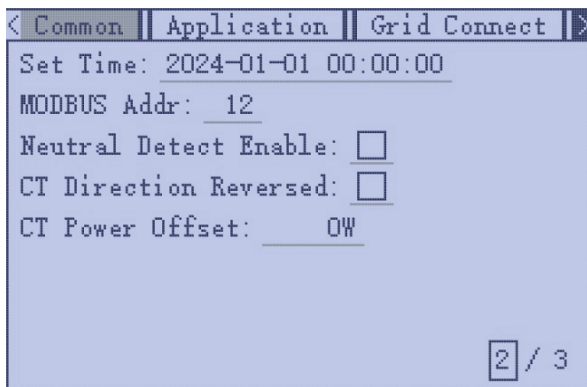 < Common Application Grid Connect >
Set Time: 2024-01-01 00:00:00
MODBUS Addr: 12
Neutral Detect Enable:
CT Direction Reversed:
CT Power Offset: 0W
2 / 3